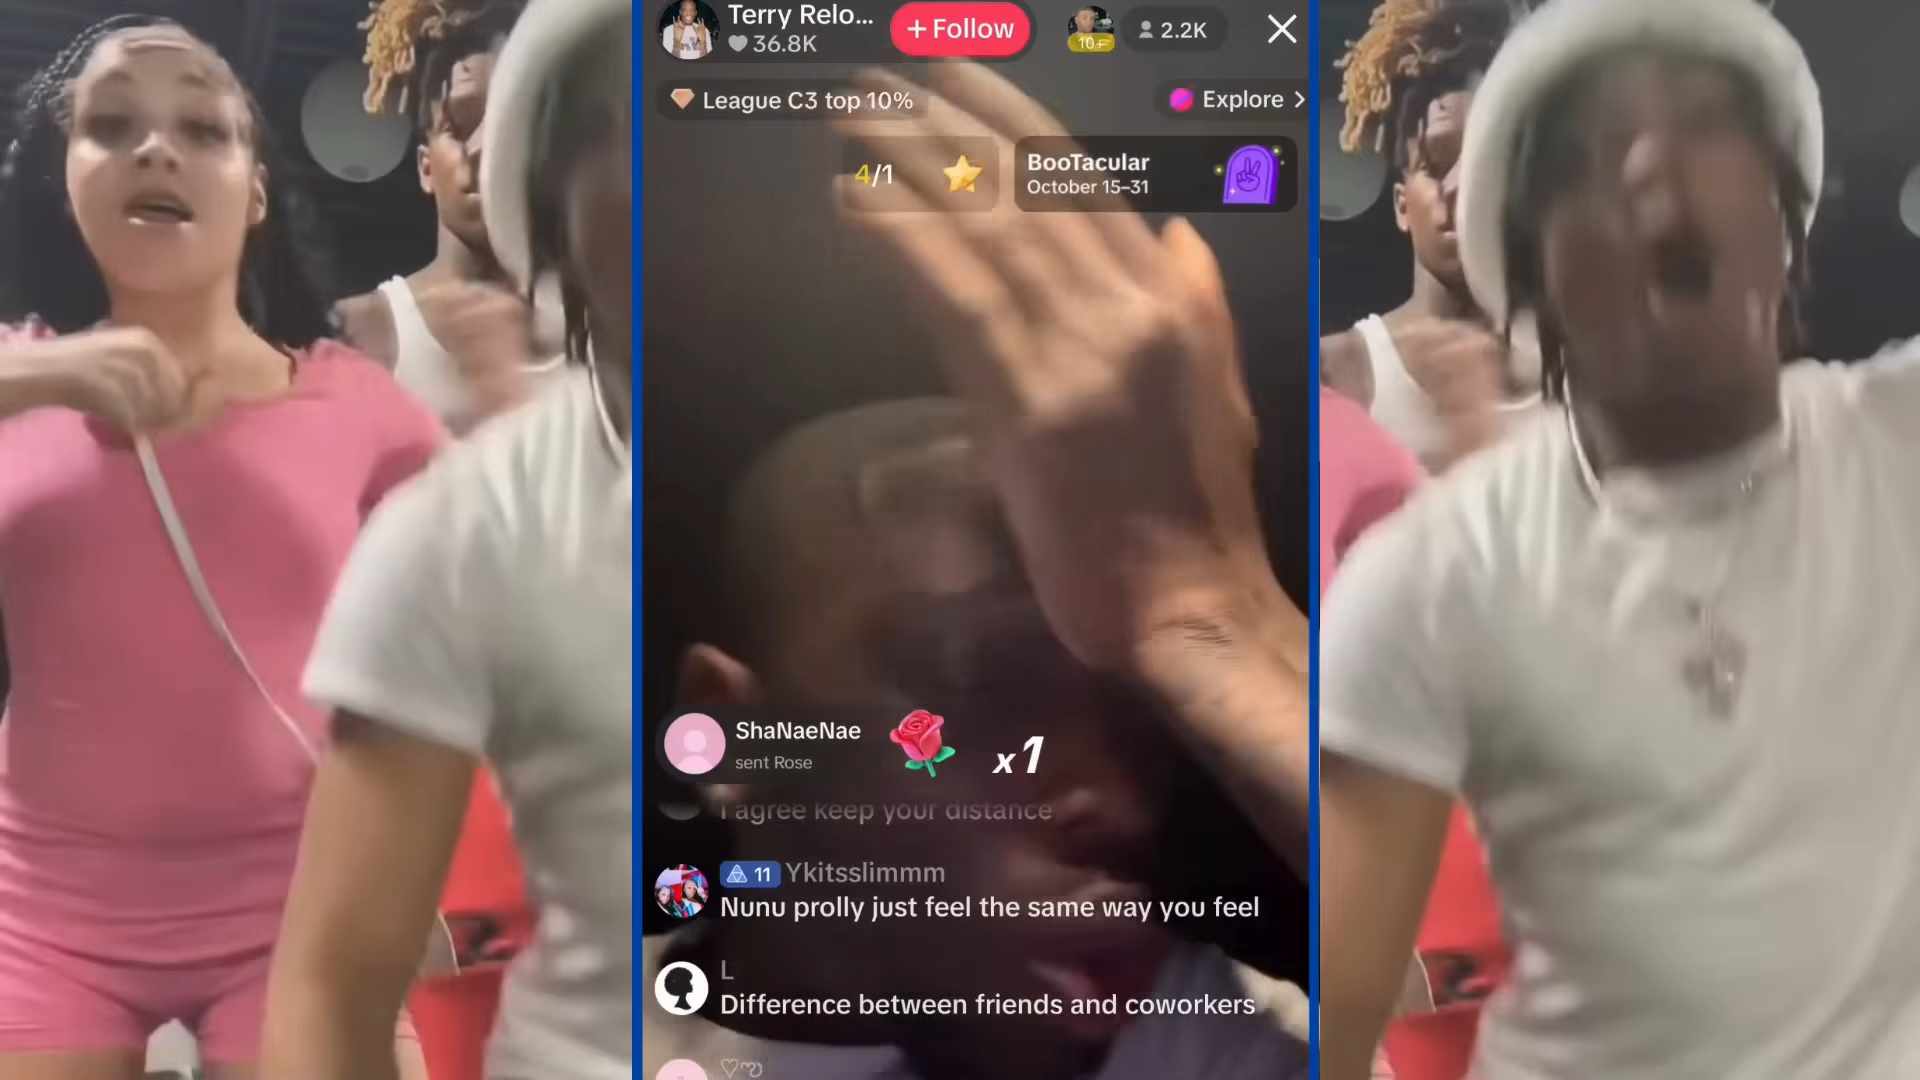 Terry Relo...
36.8K
+ Follow
10
2.2K
League C3 top 10%
Explore >
4/1
BooTacular
October 15–31
ShaNaeNae
sent Rose
x1
I agree keep your distance
11 Ykitsslimmm
Nunu prolly just feel the same way you feel
L
Difference between friends and coworkers